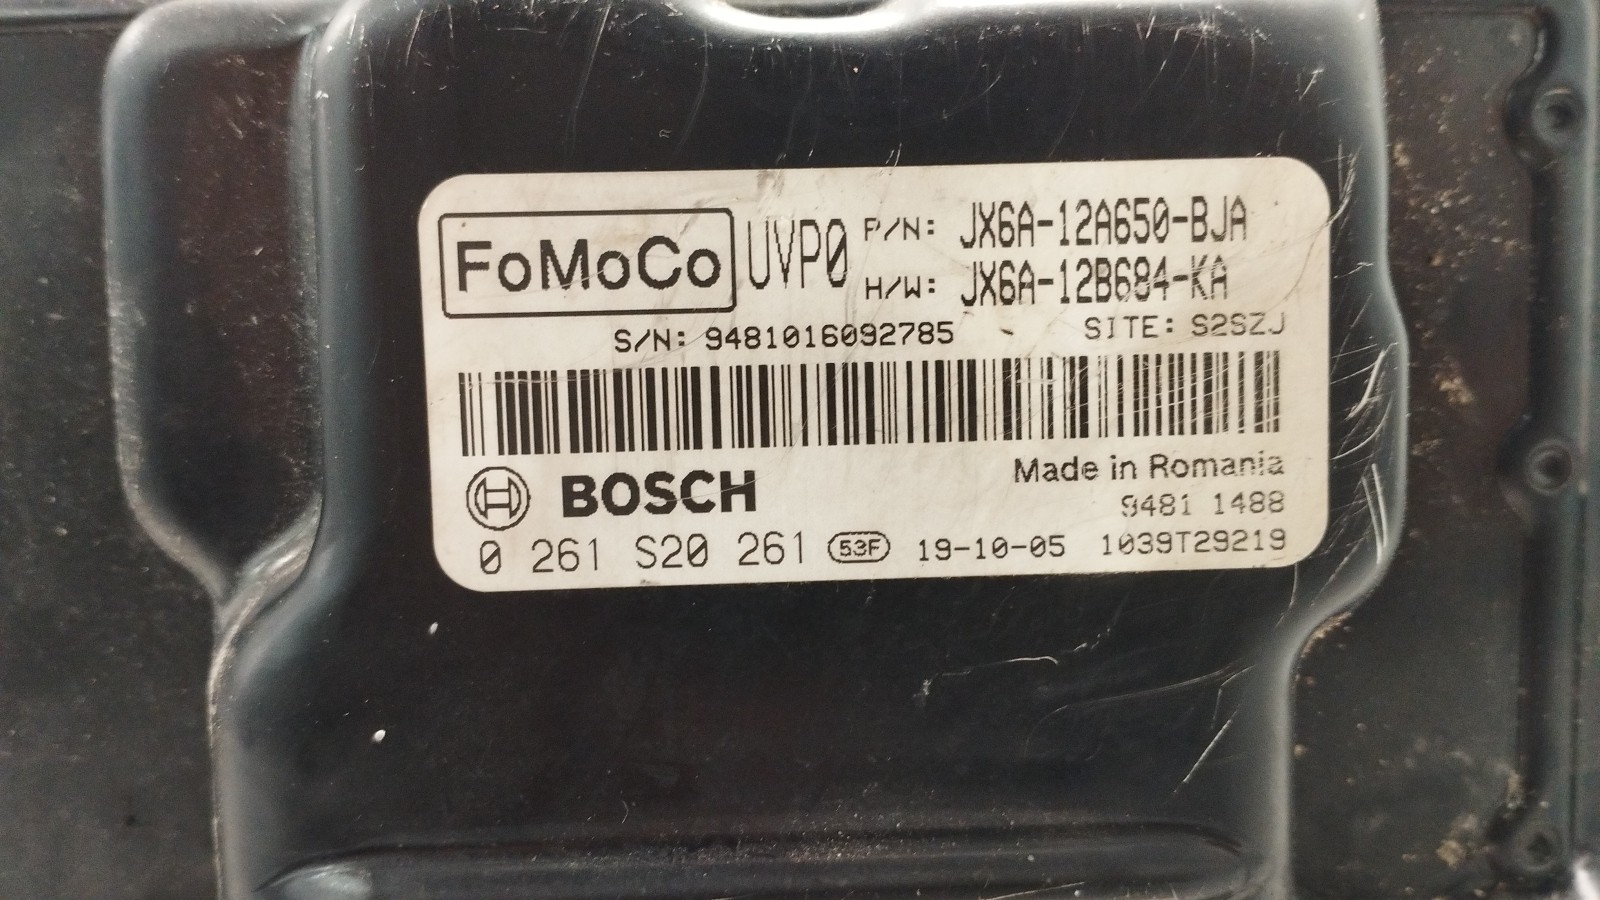 FoMoCo UVP0 P/N: JX6A-12A650-BJA
H/W: JX6A-12B684-KA
S/N: 9481016092785 SITE: S2SZJ
BOSCH Made in Romania
9481 1488
0 261 S20 261 53F 19-10-05 1039T29219